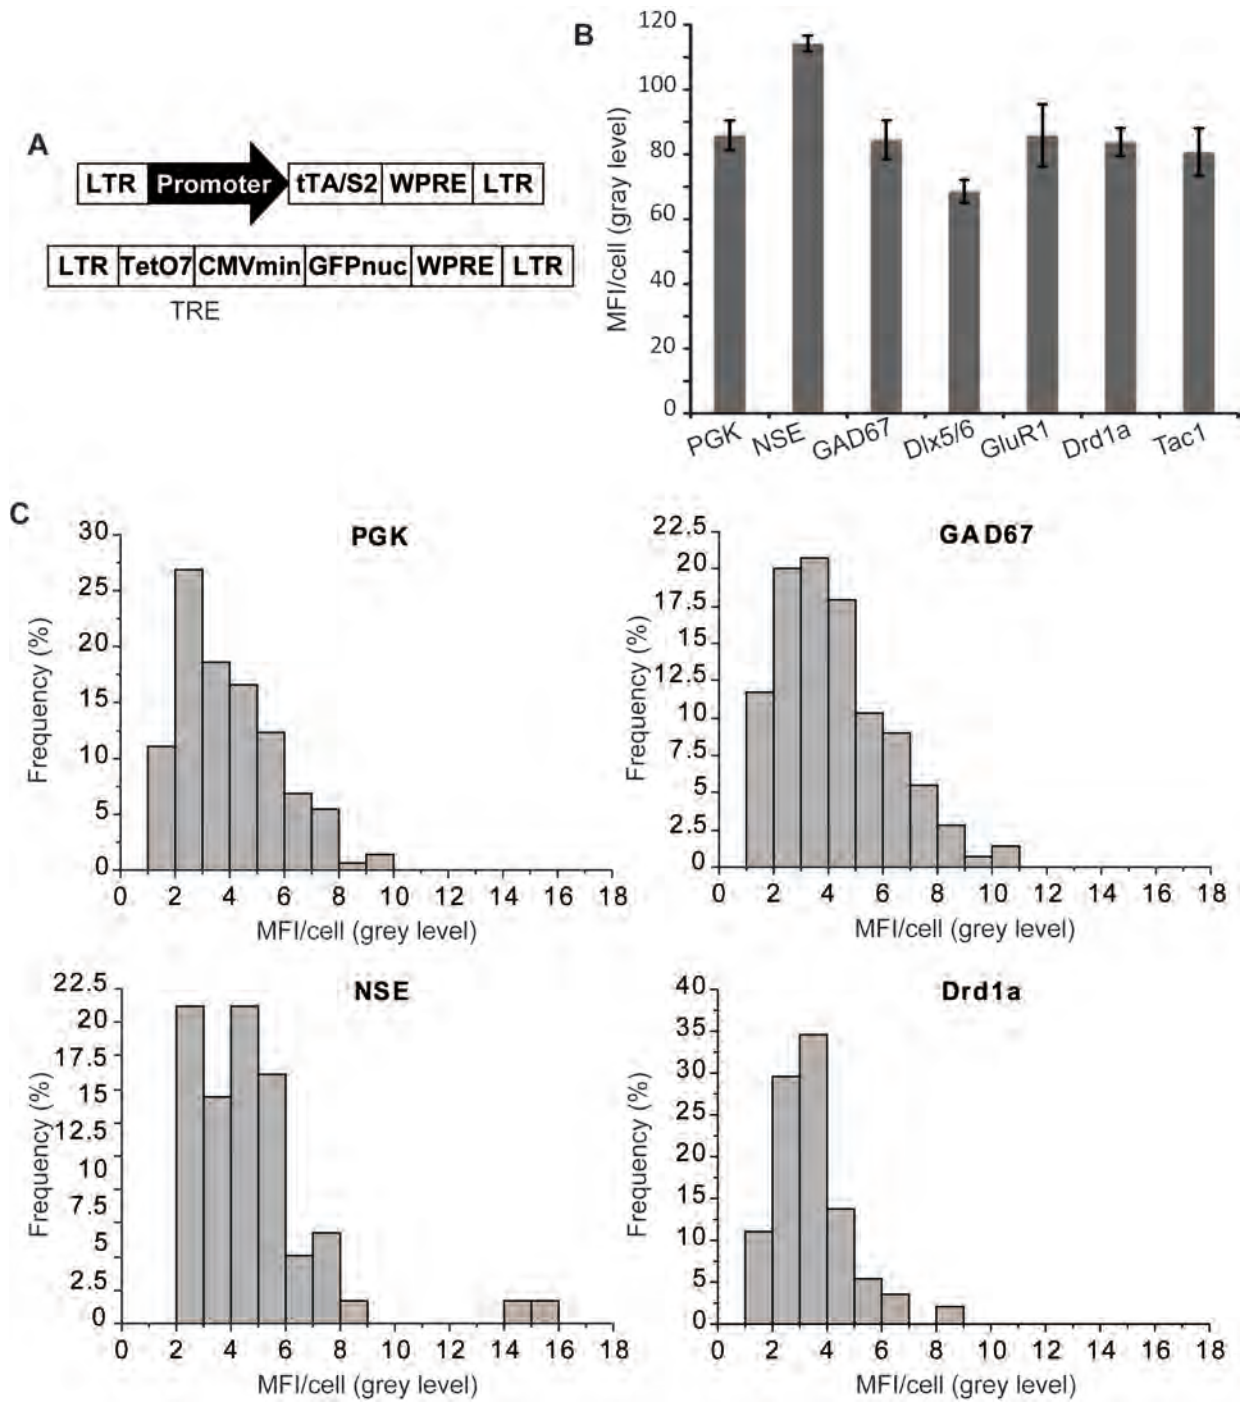 A
LTR Promoter tTA/S2 WPRE LTR
LTR TetO7 CMVmin GFPnuc WPRE LTR
TRE
B
MFI/cell (gray level)
120
100
80
60
40
20
0
PGK NSE GAD67 Dlx5/6 GluR1 Drd1a Tac1
C
PGK
Frequency (%)
30
25
20
15
10
5
0
0 2 4 6 8 10 12 14 16 18
MFI/cell (grey level)
GAD67
Frequency (%)
22.5
20
17.5
15
12.5
10
7.5
5
2.5
0
0 2 4 6 8 10 12 14 16 18
MFI/cell (grey level)
NSE
Frequency (%)
22.5
20
17.5
15
12.5
10
7.5
5
2.5
0
0 2 4 6 8 10 12 14 16 18
MFI/cell (grey level)
Drd1a
Frequency (%)
40
35
30
25
20
15
10
5
0
0 2 4 6 8 10 12 14 16 18
MFI/cell (grey level)